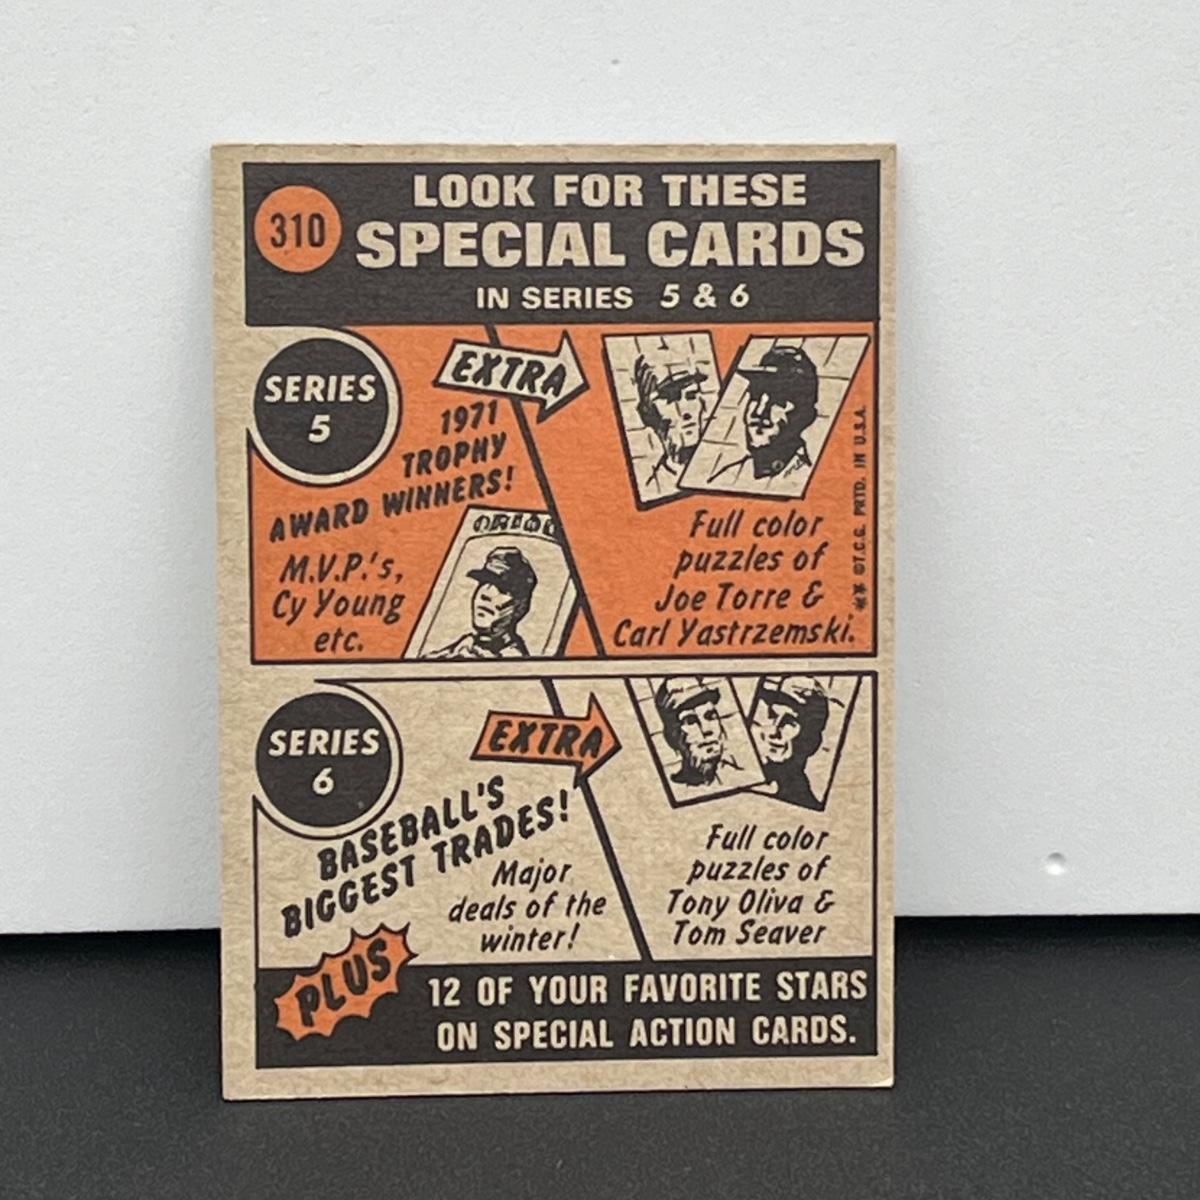 310
LOOK FOR THESE
SPECIAL CARDS
IN SERIES 5 & 6
SERIES
5
EXTRA
1971
TROPHY
AWARD WINNERS!
M.V.P.'s,
Cy Young
etc.
Full color
puzzles of
Joe Torre &
Carl Yastrzemski.
©T.C.G. PRTD. IN U.S.A.
SERIES
6
EXTRA
BASEBALL'S
BIGGEST TRADES!
Major
deals of the
winter!
Full color
puzzles of
Tony Oliva &
Tom Seaver
PLUS
12 OF YOUR FAVORITE STARS
ON SPECIAL ACTION CARDS.